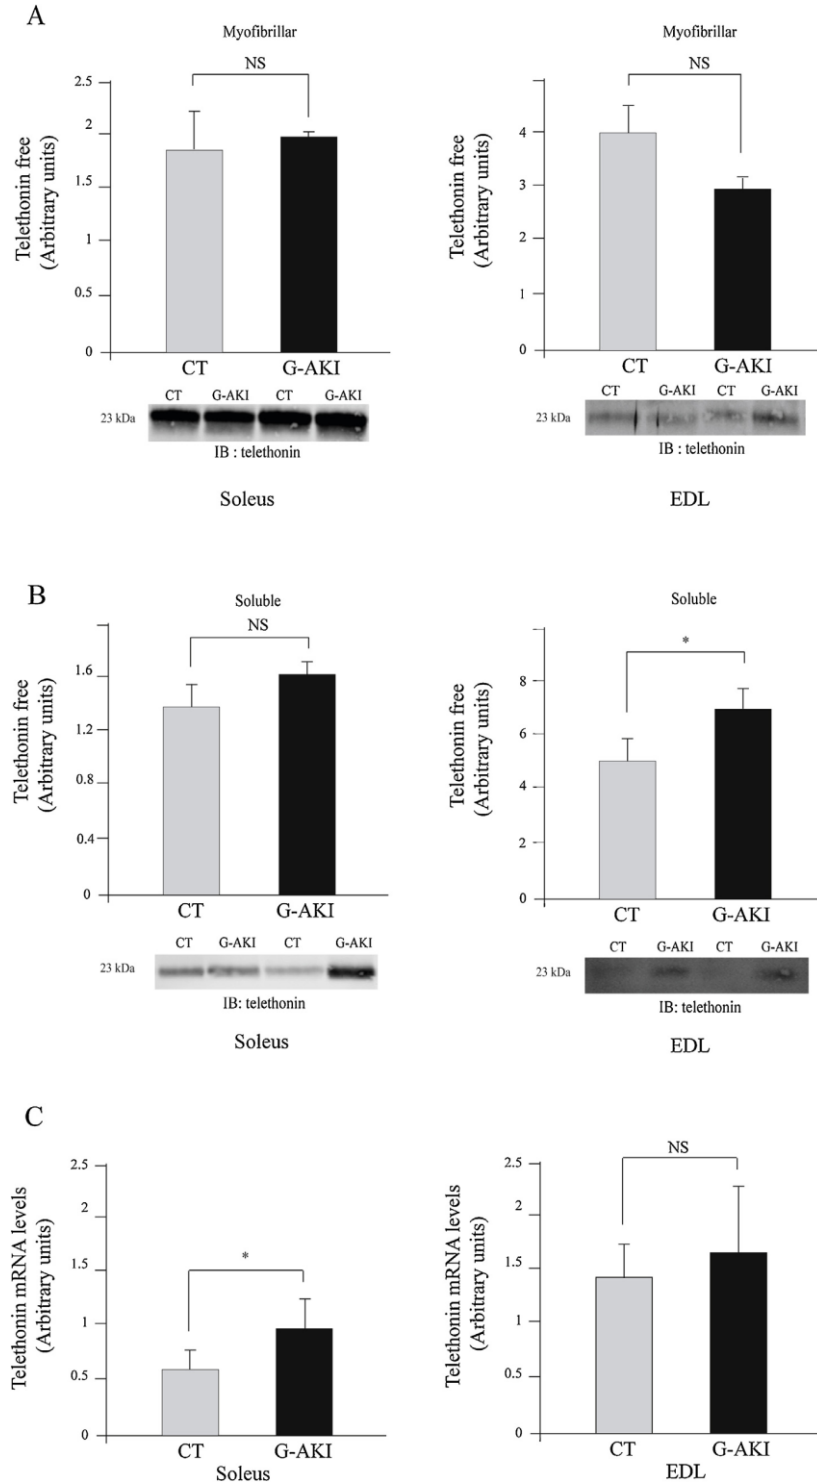 A
Myofibrillar
NS
Telethonin free
(Arbitrary units)
2.5
2
1.5
1
0.5
0
CT G-AKI
CT G-AKI CT G-AKI
23 kDa
IB : telethonin
Soleus
Myofibrillar
NS
Telethonin free
(Arbitrary units)
4
3
2
1
0
CT G-AKI
CT G-AKI CT G-AKI
23 kDa
IB : telethonin
EDL
B
Soluble
NS
Telethonin free
(Arbitrary units)
1.6
1.2
0.8
0.4
0
CT G-AKI
CT G-AKI CT G-AKI
23 kDa
IB: telethonin
Soleus
Soluble
*
Telethonin free
(Arbitrary units)
8
6
4
2
0
CT G-AKI
CT G-AKI CT G-AKI
23 kDa
IB: telethonin
EDL
C
Telethonin mRNA levels
(Arbitrary units)
2.5
2
1.5
1
0.5
0
*
CT G-AKI
Soleus
NS
Telethonin mRNA levels
(Arbitrary units)
2.5
2
1.5
1
0.5
0
CT G-AKI
EDL